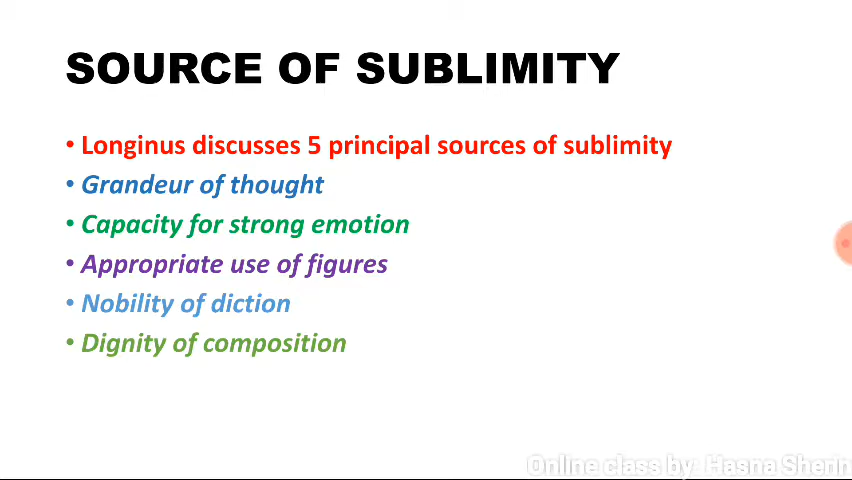 SOURCE OF SUBLIMITY
• Longinus discusses 5 principal sources of sublimity
• Grandeur of thought
• Capacity for strong emotion
• Appropriate use of figures
• Nobility of diction
• Dignity of composition
Online class by: Hasna Sherin